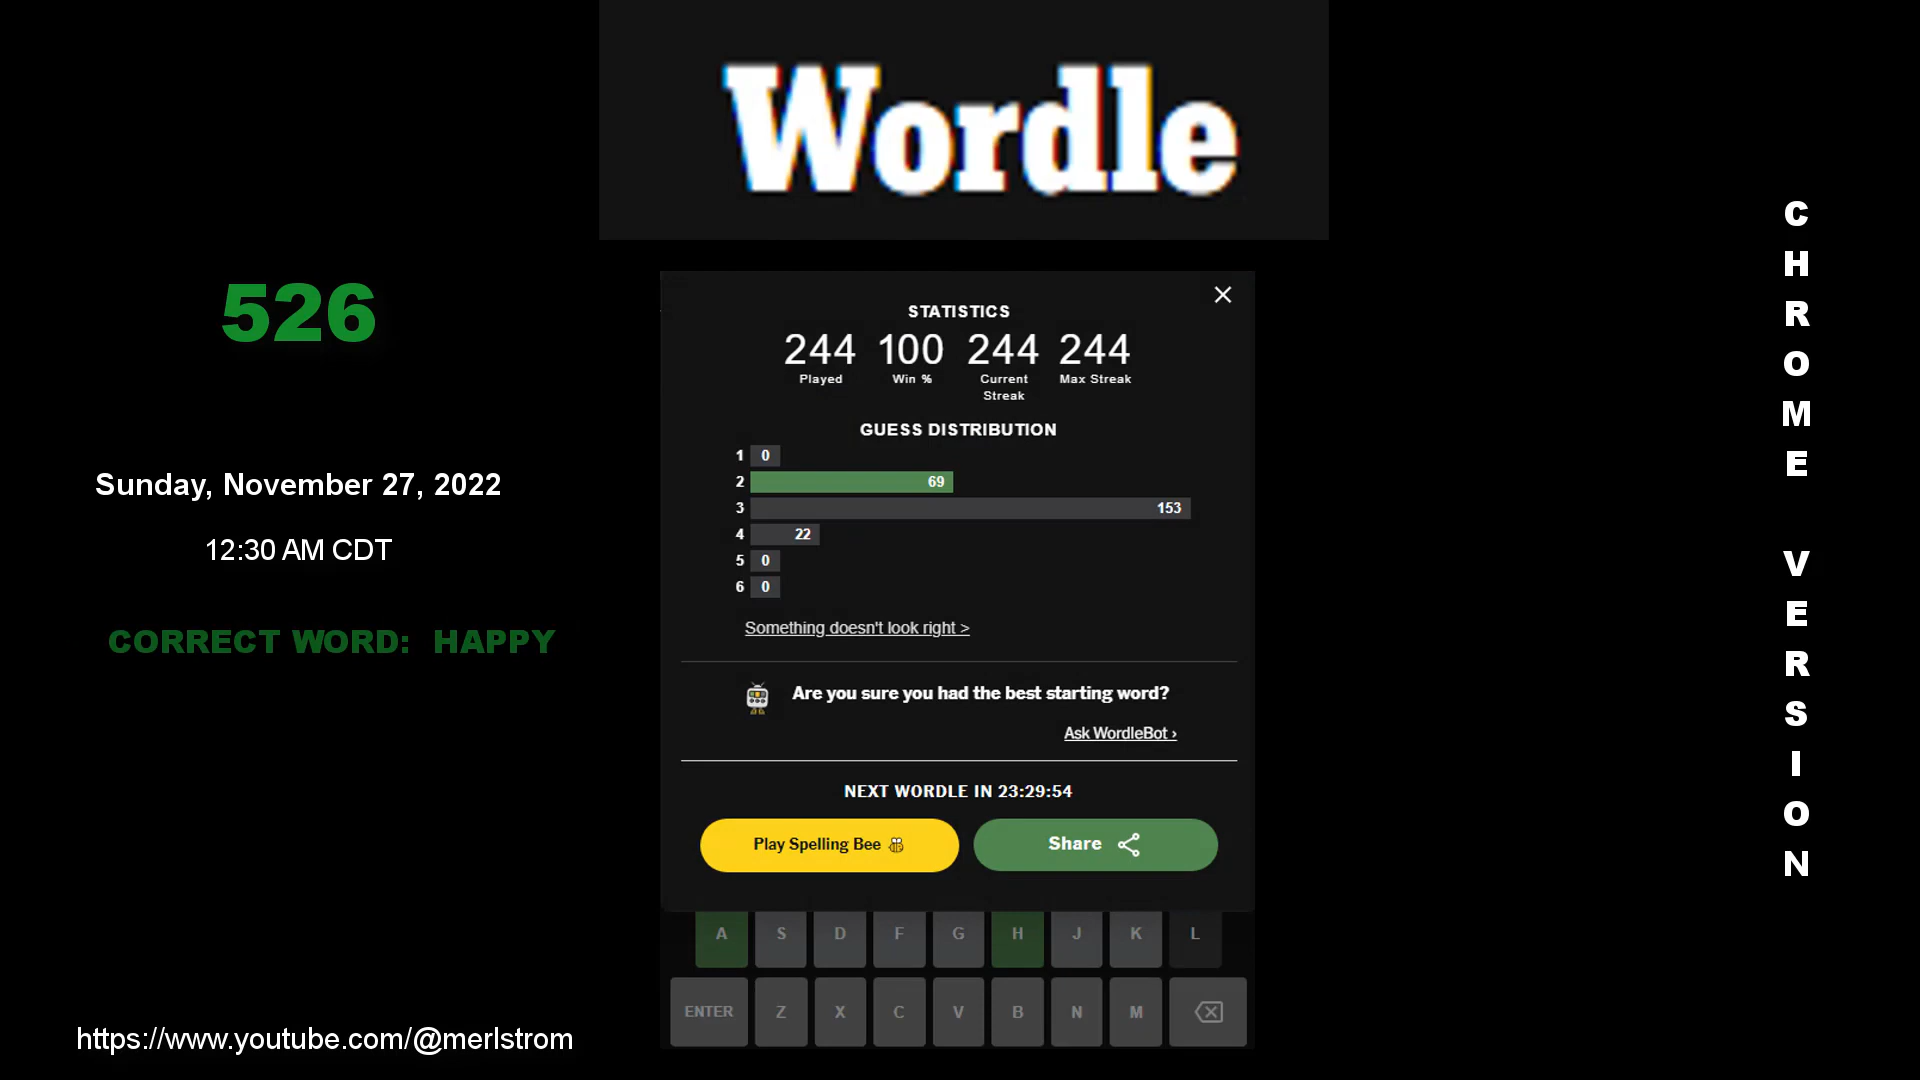 Wordle
526
Sunday, November 27, 2022
12:30 AM CDT
CORRECT WORD: HAPPY
https://www.youtube.com/@merlstrom
STATISTICS
244 100 244 244
Played Win % Current Streak Max Streak
GUESS DISTRIBUTION
1 0
2 69
3 153
4 22
5 0
6 0
Something doesn't look right >
Are you sure you had the best starting word?
Ask WordleBot ›
NEXT WORDLE IN 23:29:54
Play Spelling Bee
Share
A S D F G H J K L
ENTER Z X C V B N M
CHROME VERSION